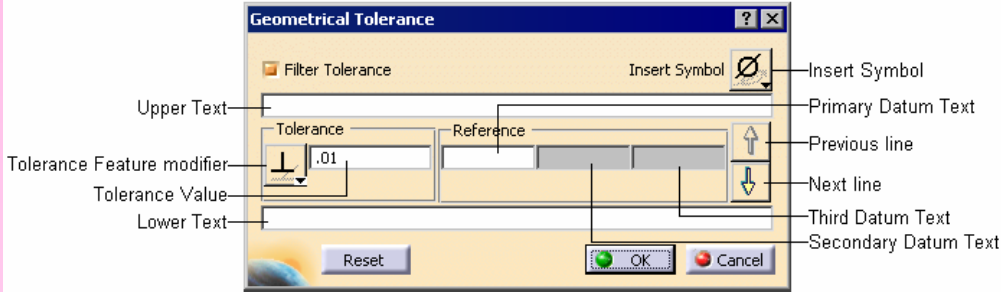 Geometrical Tolerance
Filter Tolerance
Insert Symbol
Insert Symbol
Upper Text
Primary Datum Text
Tolerance
Reference
Previous line
Tolerance Feature modifier
.01
Tolerance Value
Next line
Lower Text
Third Datum Text
Secondary Datum Text
Reset
OK
Cancel